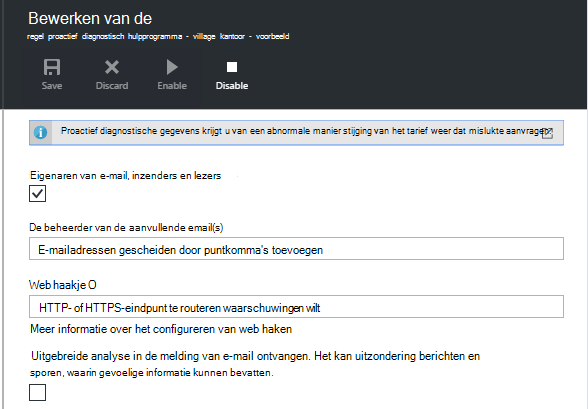 Bewerken van de
regel proactief diagnostisch hulpprogramma - village kantoor - voorbeeld
Save Discard Enable Disable
Proactief diagnostische gegevens krijgt u van een abnormale manier stijging van het tarief weer dat mislukte aanvragen
Eigenaren van e-mail, inzenders en lezers
De beheerder van de aanvullende email(s)
E-mailadressen gescheiden door puntkomma's toevoegen
Web haakje O
HTTP- of HTTPS-eindpunt te routeren waarschuwingen wilt
Meer informatie over het configureren van web haken
Uitgebreide analyse in de melding van e-mail ontvangen. Het kan uitzondering berichten en
sporen, waarin gevoelige informatie kunnen bevatten.